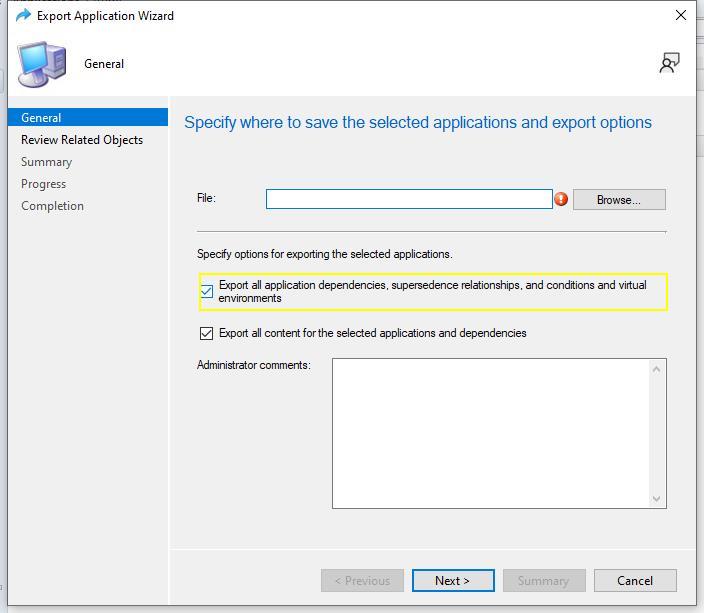 Export Application Wizard
General
General
Review Related Objects
Summary
Progress
Completion
Specify where to save the selected applications and export options
File:
Browse...
Specify options for exporting the selected applications.
Export all application dependencies, supersedence relationships, and conditions and virtual
environments
Export all content for the selected applications and dependencies
Administrator comments:
< Previous
Next >
Summary
Cancel